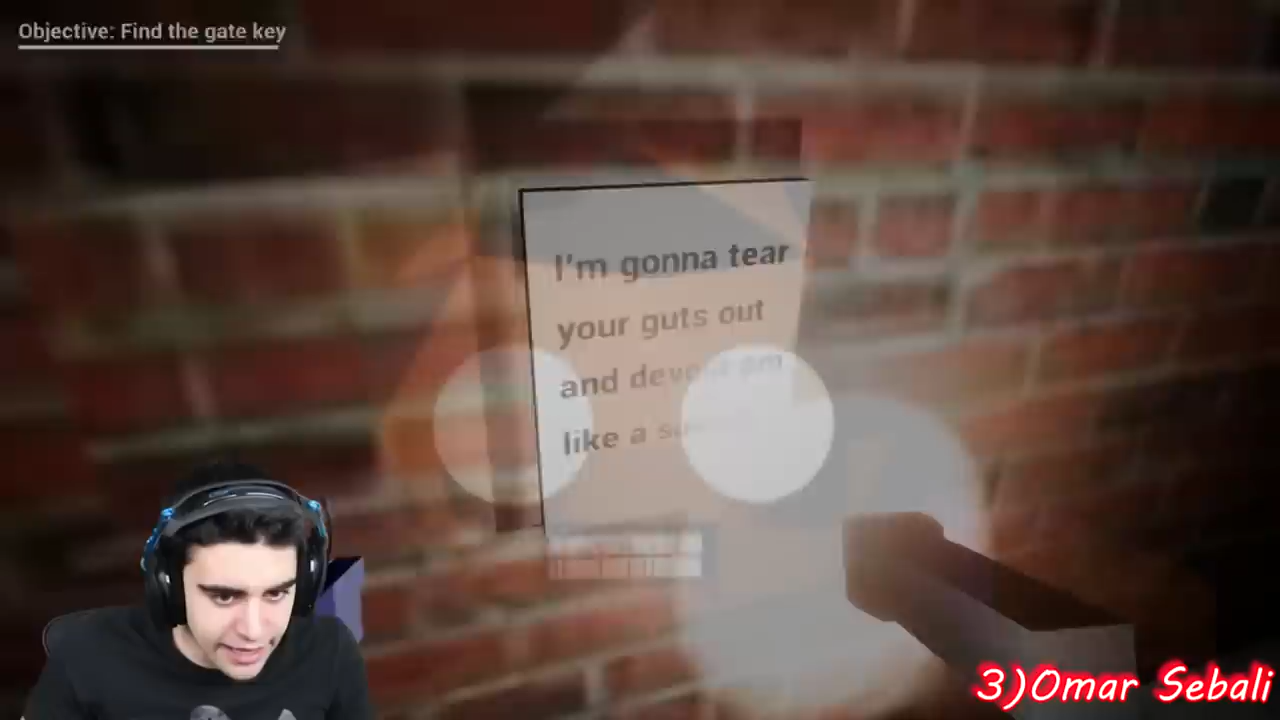 Objective: Find the gate key
I'm gonna tear
your guts out
and
like a
3)Omar Sebali